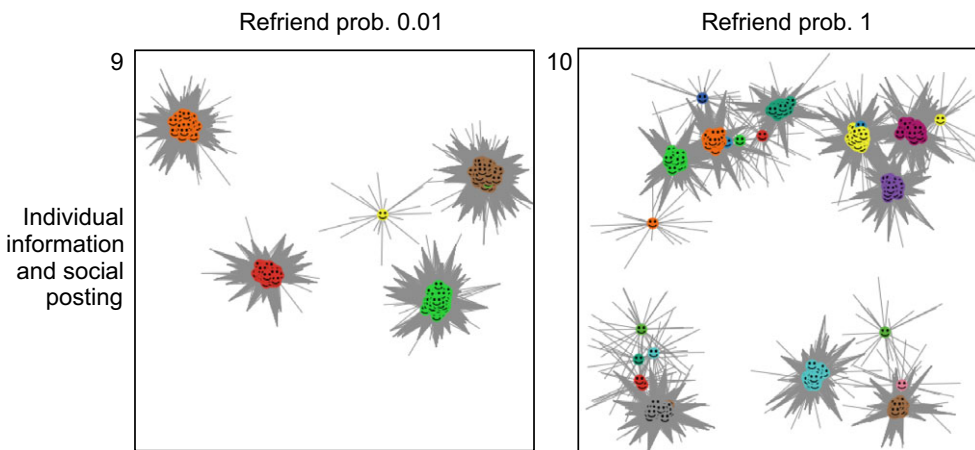 Refriend prob. 0.01
Refriend prob. 1
9
10
Individual
information
and social
posting